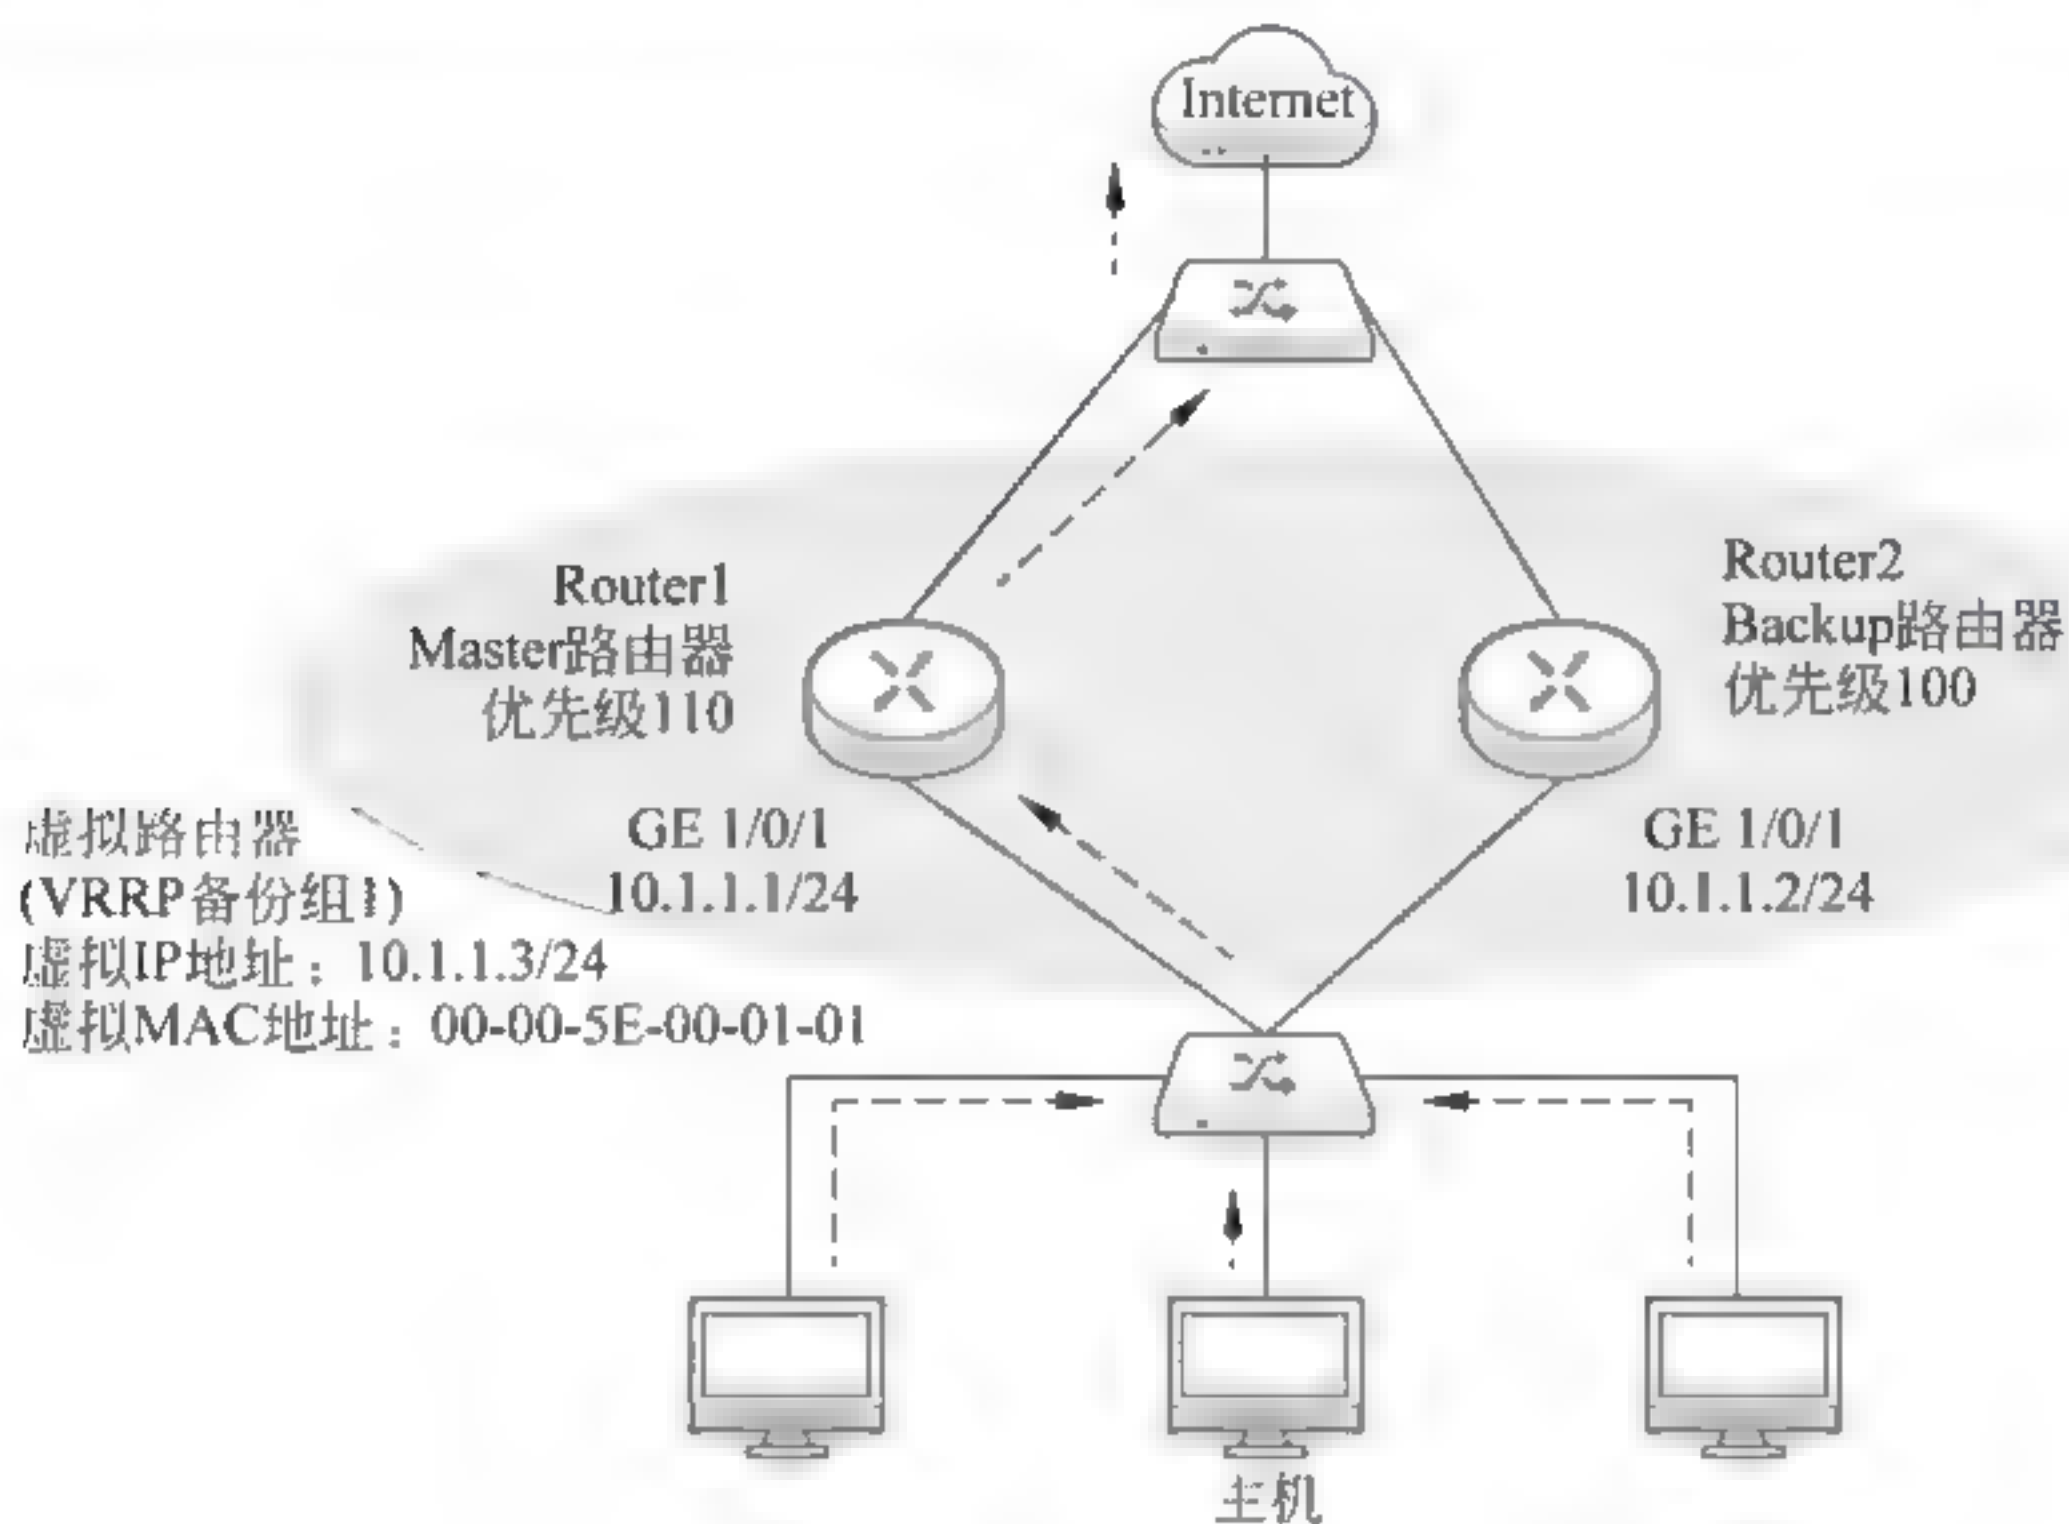 Internet
Router1
Master路由器
优先级110
Router2
Backup路由器
优先级100
虚拟路由器
(VRRP备份组1)
虚拟IP地址：10.1.1.3/24
虚拟MAC地址：00-00-5E-00-01-01
GE 1/0/1
10.1.1.1/24
GE 1/0/1
10.1.1.2/24
主机